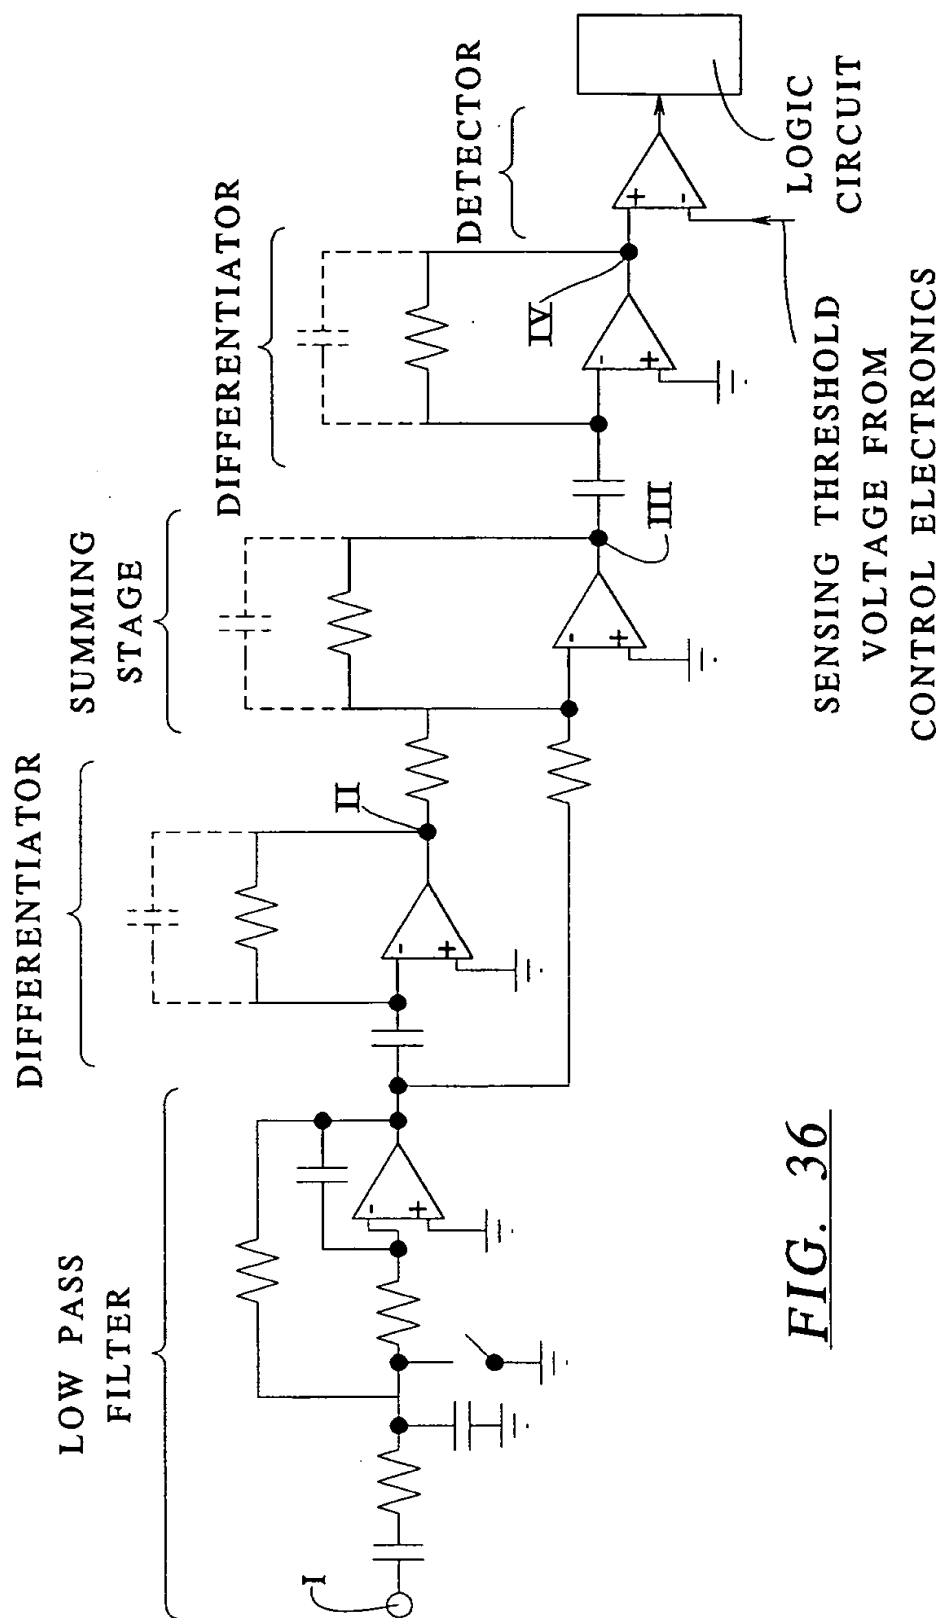 LOW PASS
FILTER
DIFFERENTIATOR
SUMMING
STAGE
DIFFERENTIATOR
DETECTOR
I
II
III
IV
-
+
-
+
-
+
-
+
+
-
LOGIC
CIRCUIT
SENSING THRESHOLD
VOLTAGE FROM
CONTROL ELECTRONICS
FIG. 36